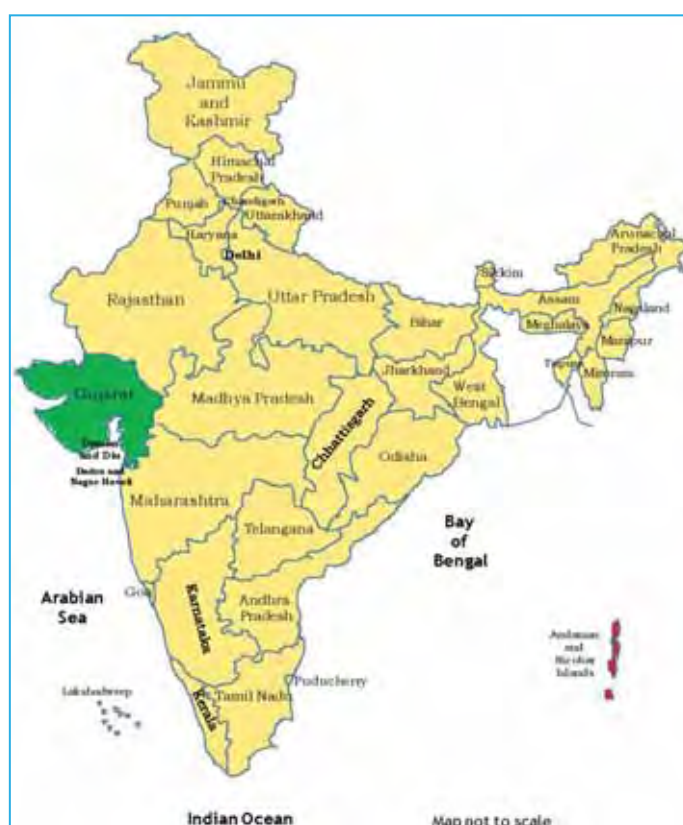 Jammu
and
Kashmir
Himachal
Pradesh
Punjab
Chandigarh
Uttarakhand
Haryana
Delhi
Arunachal
Pradesh
Rajasthan
Uttar Pradesh
Sikkim
Assam
Nagaland
Bihar
Meghalaya
Manipur
Gujarat
Jharkhand
Tripura
Mizoram
Madhya Pradesh
West
Bengal
Chhattisgarh
Odisha
Daman
and Diu
Dadra and
Nagar Haveli
Maharashtra
Telangana
Bay
of
Bengal
Arabian
Sea
Goa
Karnataka
Andhra
Pradesh
Andaman
and
Nicobar
Islands
Lakshadweep
Kerala
Tamil Nadu
Puducherry
Indian Ocean
Map not to scale